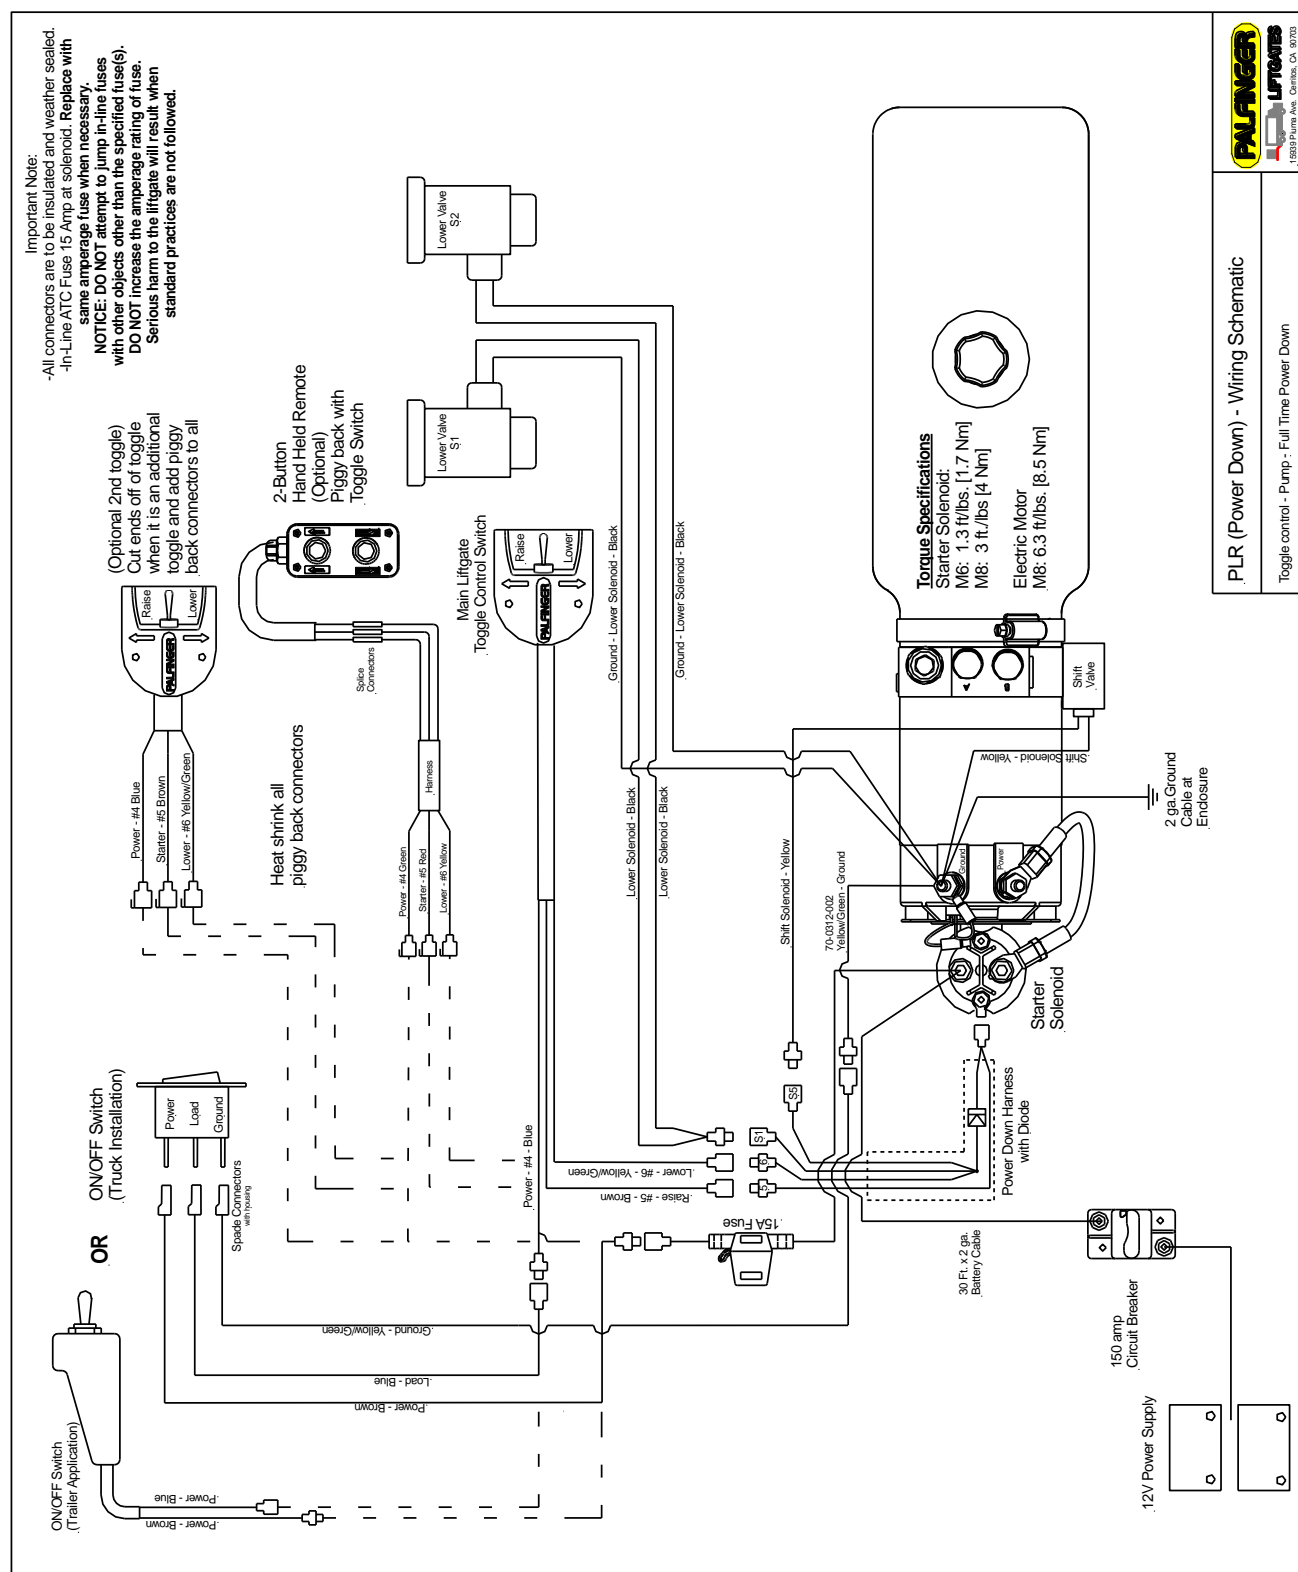 Important Note:
-All connectors are to be insulated and weather sealed.
-In-Line ATC Fuse 15 Amp at solenoid. Replace with
same amperage fuse when necessary.
NOTICE: DO NOT attempt to jump in-line fuses
with other objects other than the specified fuse(s).
DO NOT increase the amperage rating of fuse.
Serious harm to the liftgate will result when
standard practices are not followed.
(Optional 2nd toggle)
Cut ends off of toggle
when it is an additional
toggle and add piggy
back connectors to all
Raise
Lower
PALFINGER
Power - #4 Blue
Starter - #5 Brown
Lower - #6 Yellow/Green
2-Button
Hand Held Remote
(Optional)
Piggy back with
Toggle Switch
Splice
Connectors
Harness
Heat shrink all
piggy back connectors
Power - #4 Green
Starter - #5 Red
Lower - #6 Yellow
Lower Valve
S2
Lower Valve
S1
Main Liftgate
Toggle Control Switch
Raise
Lower
PALFINGER
Ground - Lower Solenoid - Black
Ground - Lower Solenoid - Black
Lower Solenoid - Black
Lower Solenoid - Black
ON/OFF Switch
(Truck Installation)
Power
Load
Ground
Spade Connectors
with housing
OR
ON/OFF Switch
(Trailer Application)
Power - Blue
Power - Brown
Power - Brown
Load - Blue
Ground - Yellow/Green
Power - #4 - Blue
Lower - #6 - Yellow/Green
Raise - #5 - Brown
S1
6
5
S5
15A Fuse
Shift Solenoid - Yellow
70-0312-002
Yellow/Green - Ground
Power Down Harness
with Diode
30 Ft. x 2 ga.
Battery Cable
150 amp
Circuit Breaker
12V Power Supply
Starter
Solenoid
Ground
Power
Shift Solenoid - Yellow
2 ga.Ground
Cable at
Enclosure
Shift
Valve
A
B
Torque Specifications
Starter Solenoid:
M6: 1.3 ft/lbs. [1.7 Nm]
M8: 3 ft./lbs [4 Nm]
Electric Motor
M8: 6.3 ft/lbs. [8.5 Nm]
PLR (Power Down) - Wiring Schematic
Toggle control - Pump - Full Time Power Down
PALFINGER
LIFTGATES
15939 Piuma Ave. Cerritos, CA 90703